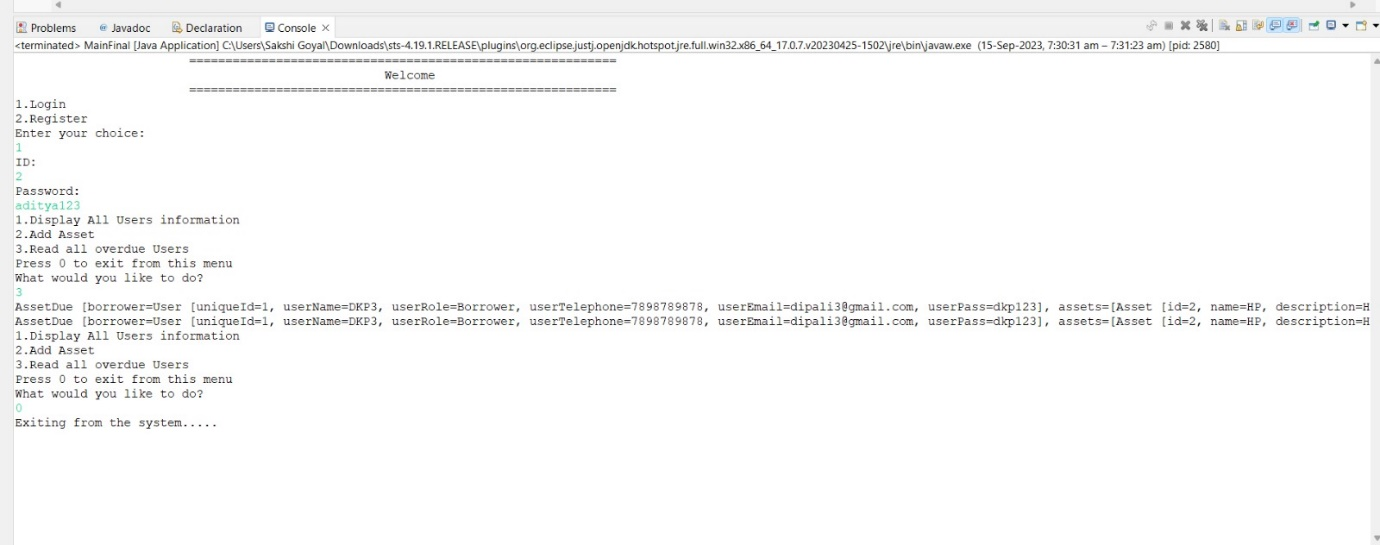 Problems Javadoc Declaration Console
<terminated> MainFinal [Java Application] C:\Users\Sakshi Goyal\Downloads\sts-4.19.1.RELEASE\plugins\org.eclipse.justj.openjdk.hotspot.jre.full.win32.x86_64_17.0.7.v20230425-1502\jre\bin\javaw.exe (15-Sep-2023, 7:30:31 am – 7:31:23 am) [pid: 2580]
===========================================================
Welcome
===========================================================
1.Login
2.Register
Enter your choice:
1
ID:
2
Password:
aditya123
1.Display All Users information
2.Add Asset
3.Read all overdue Users
Press 0 to exit from this menu
What would you like to do?
3
AssetDue [borrower=User [uniqueId=1, userName=DKP3, userRole=Borrower, userTelephone=7898789878, userEmail=dipali3@gmail.com, userPass=dkp123], assets=[Asset [id=2, name=HP, description=H
AssetDue [borrower=User [uniqueId=1, userName=DKP3, userRole=Borrower, userTelephone=7898789878, userEmail=dipali3@gmail.com, userPass=dkp123], assets=[Asset [id=2, name=HP, description=H
1.Display All Users information
2.Add Asset
3.Read all overdue Users
Press 0 to exit from this menu
What would you like to do?
0
Exiting from the system.....